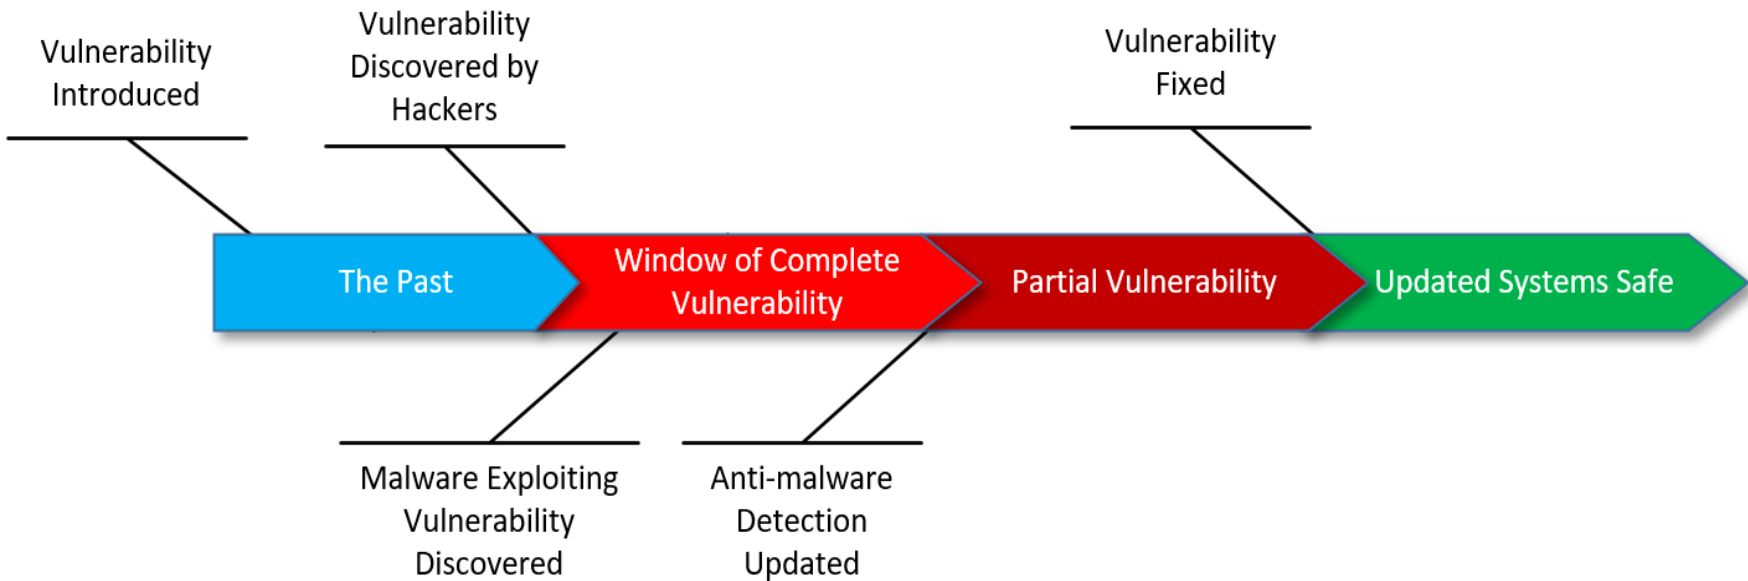 Vulnerability
Introduced
Vulnerability
Discovered by
Hackers
Vulnerability
Fixed
The Past
Window of Complete
Vulnerability
Partial Vulnerability
Updated Systems Safe
Malware Exploiting
Vulnerability
Discovered
Anti-malware
Detection
Updated